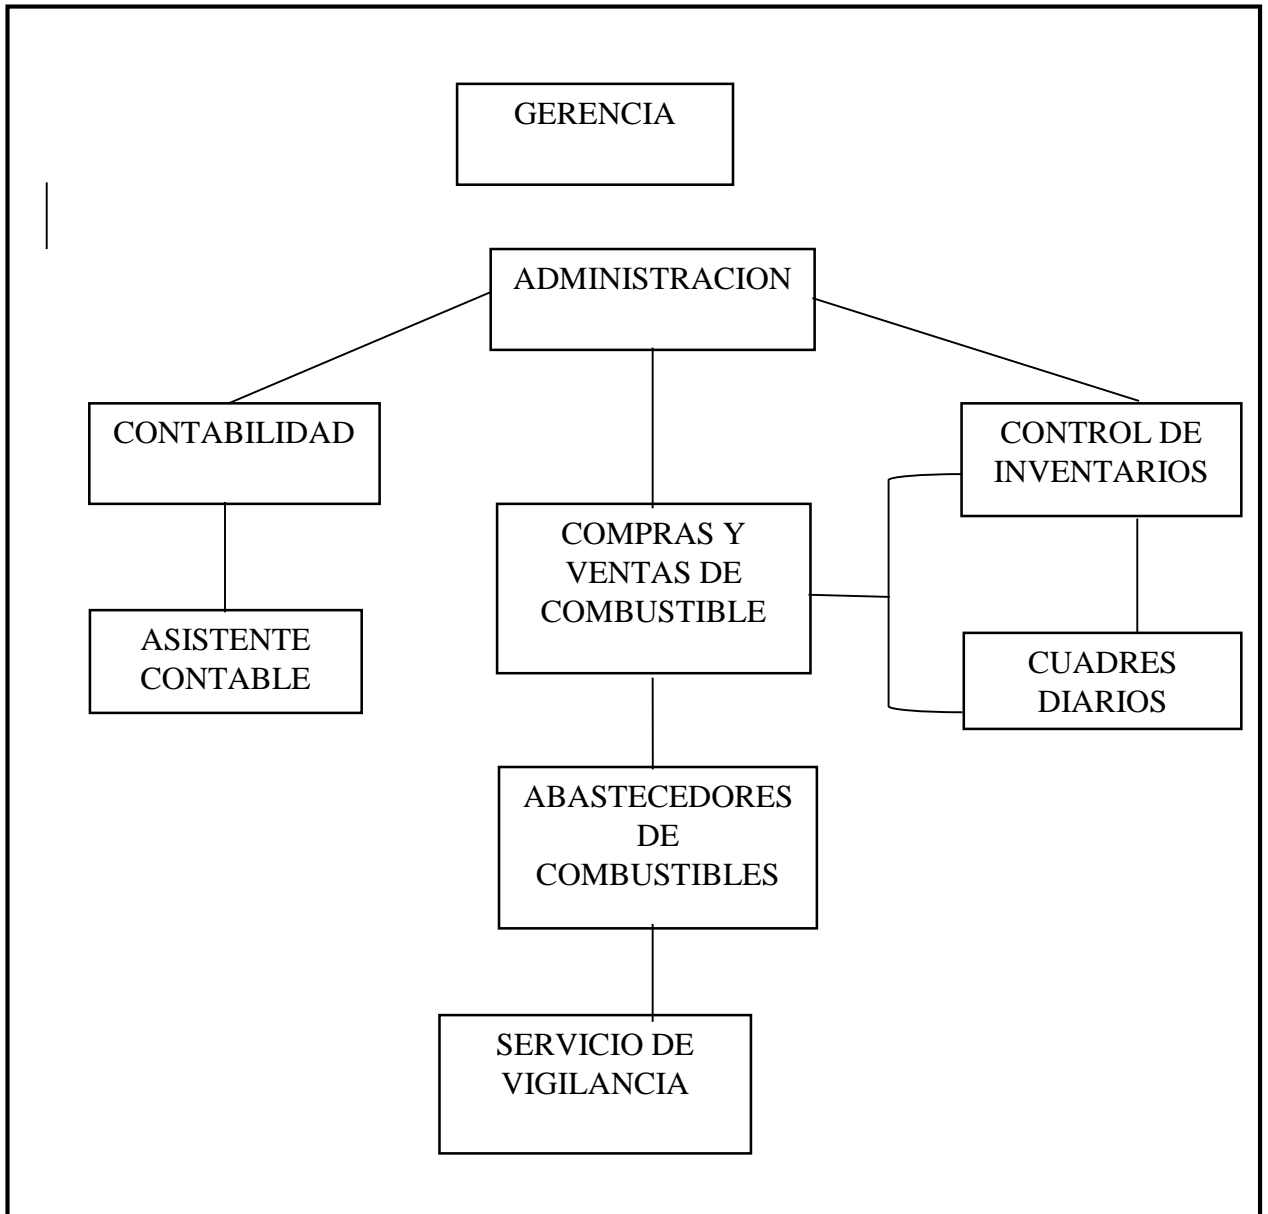 GERENCIA
ADMINISTRACION
CONTABILIDAD
CONTROL DE
INVENTARIOS
COMPRAS Y
VENTAS DE
COMBUSTIBLE
ASISTENTE
CONTABLE
CUADRES
DIARIOS
ABASTECEDORES
DE
COMBUSTIBLES
SERVICIO DE
VIGILANCIA